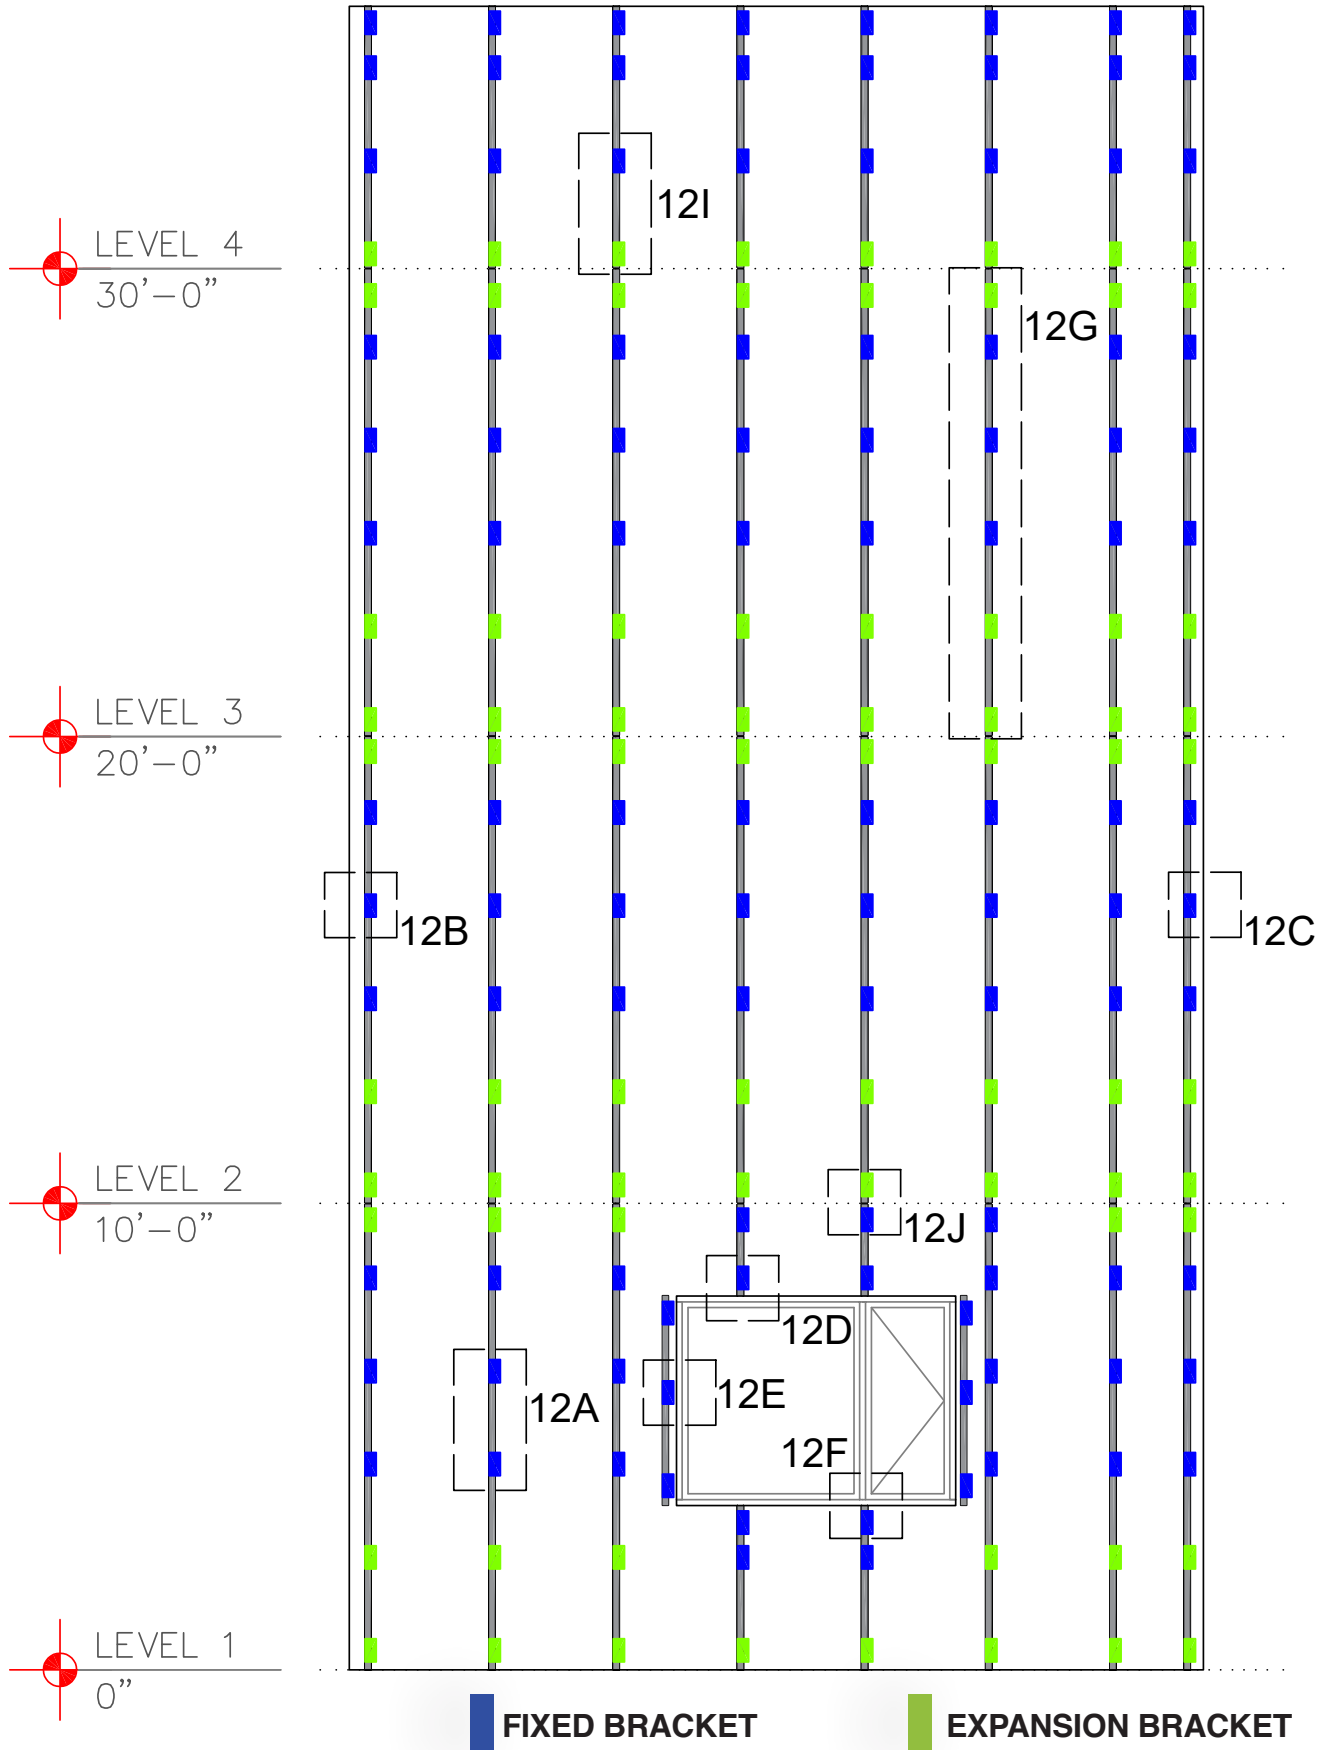 12I
LEVEL 4
30'-0"
12G
LEVEL 3
20'-0"
12B
12C
LEVEL 2
10'-0"
12J
12D
12E
12A
12F
LEVEL 1
0"
FIXED BRACKET
EXPANSION BRACKET